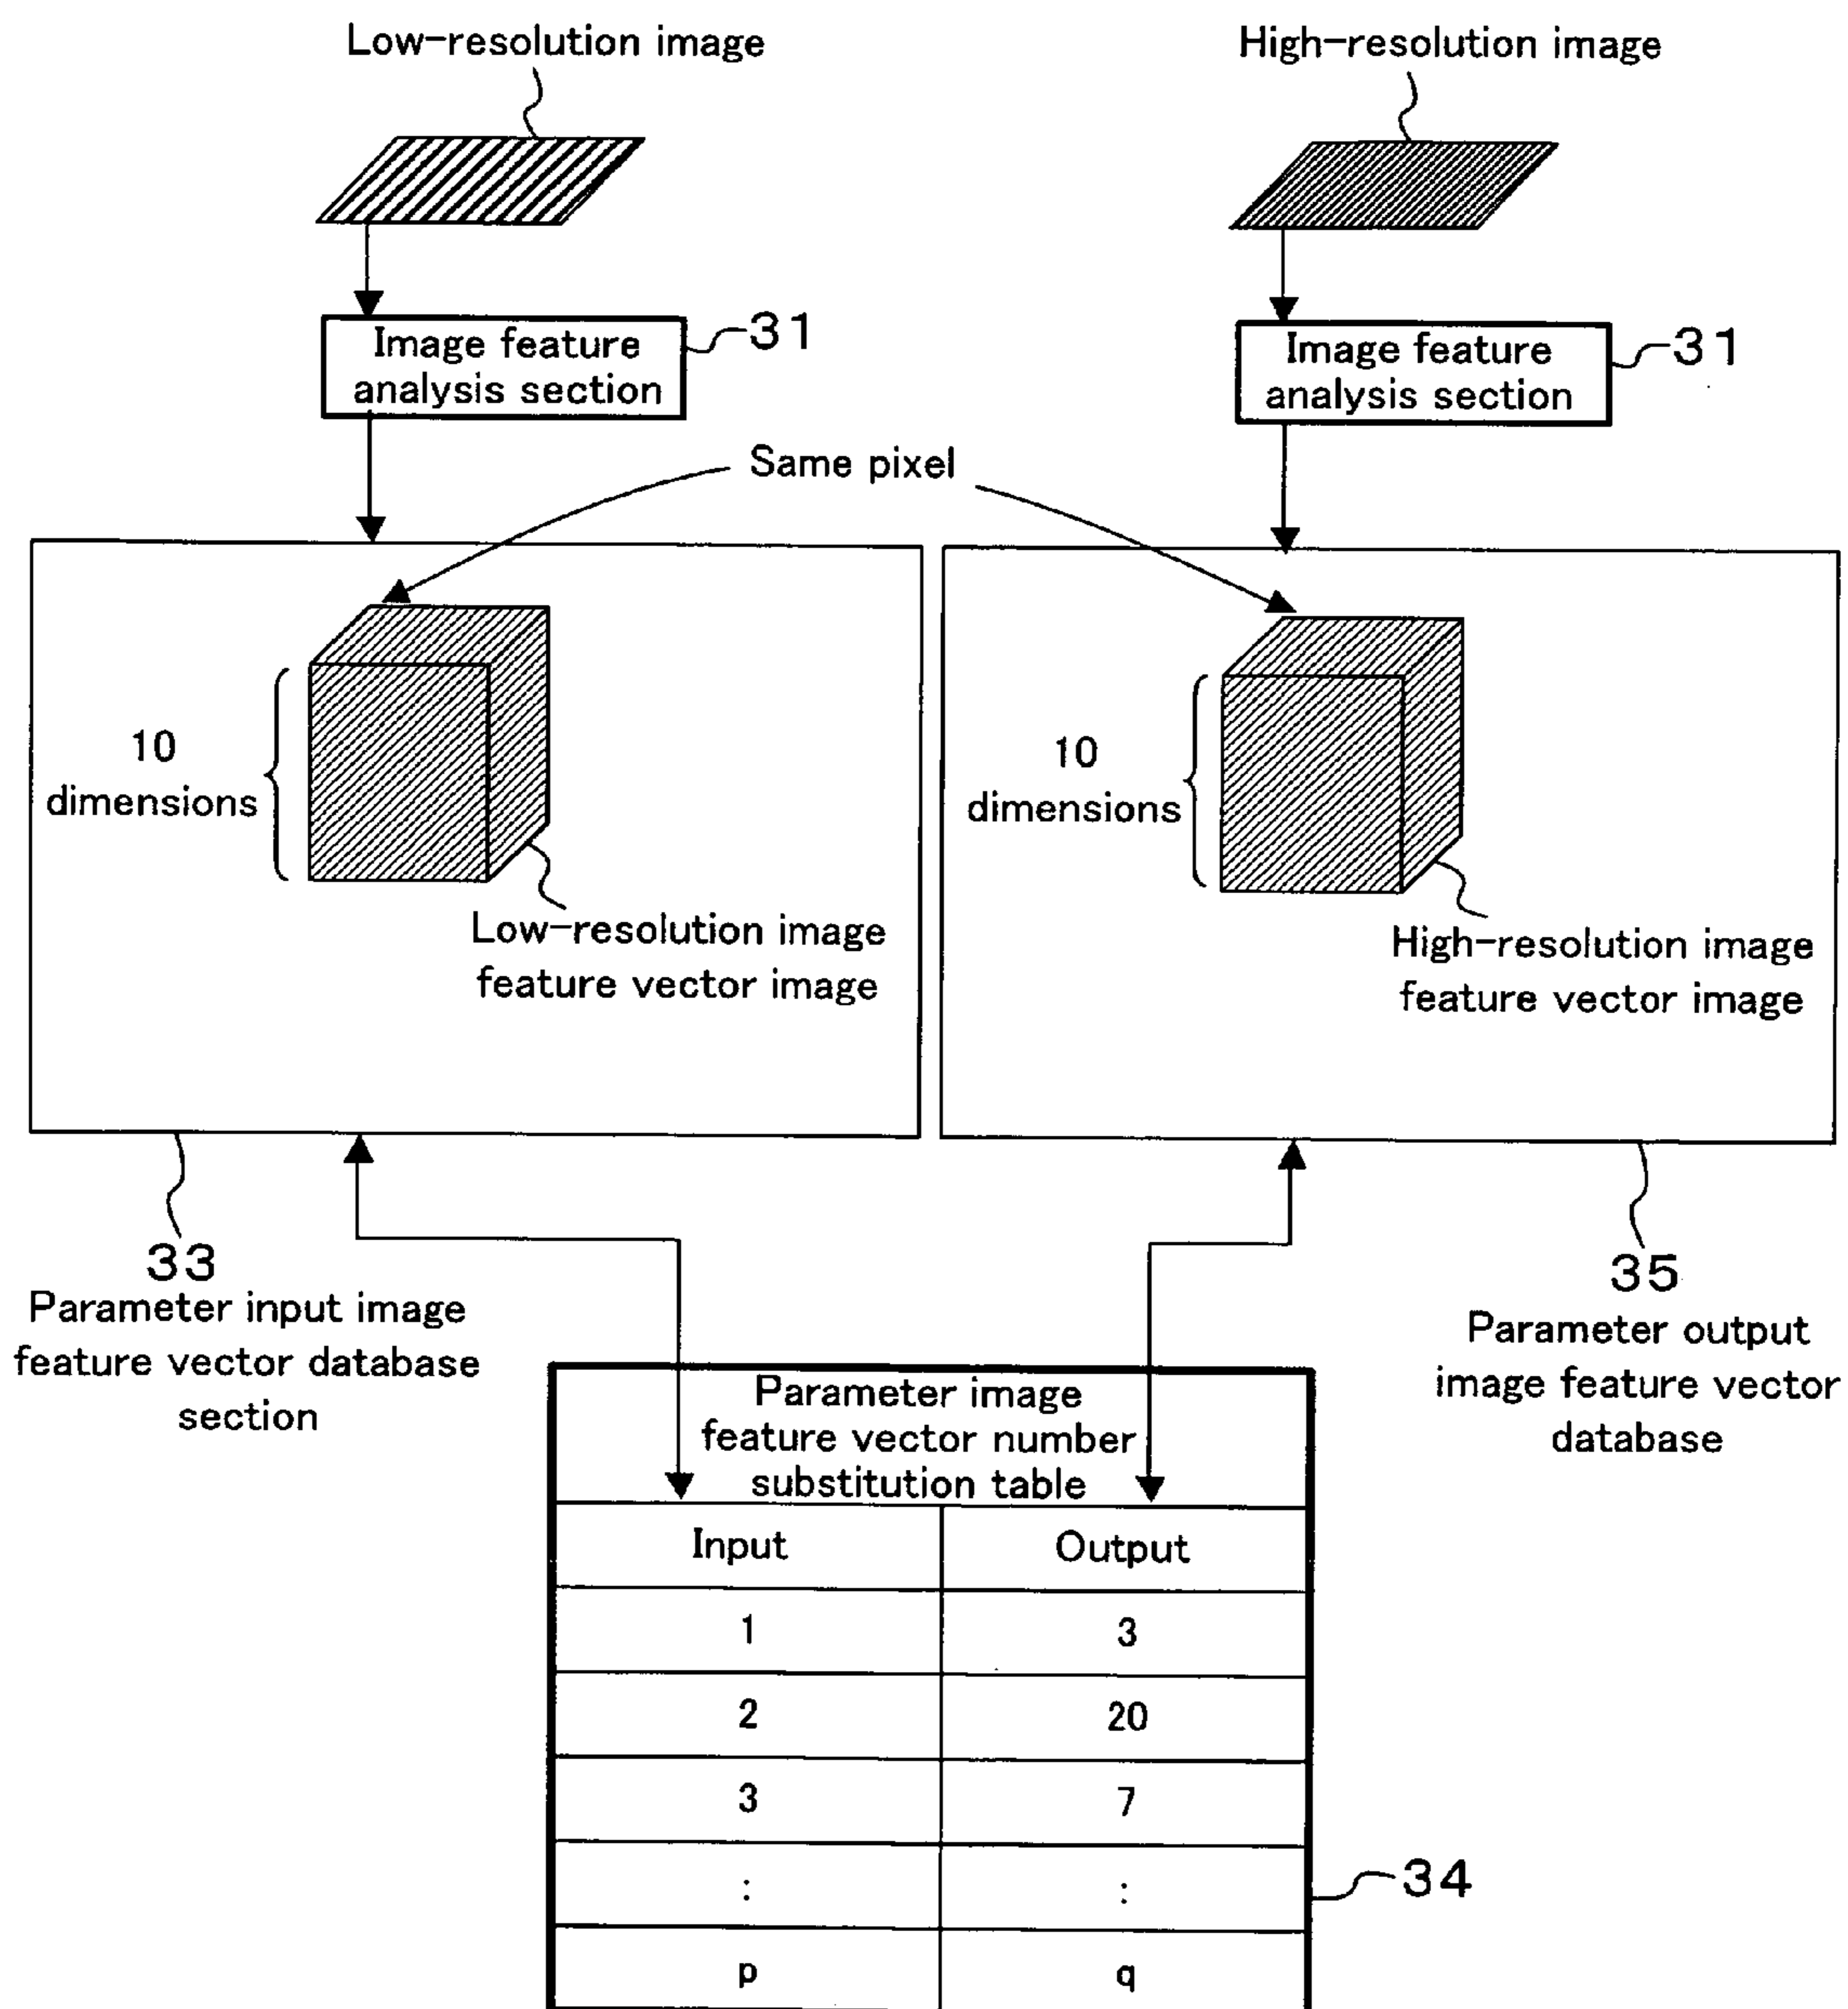 Low-resolution image
High-resolution image
Image feature
analysis section
31
Image feature
analysis section
31
Same pixel
10
dimensions
Low-resolution image
feature vector image
10
dimensions
High-resolution image
feature vector image
33
Parameter input image
feature vector database
section
35
Parameter output
image feature vector
database
Parameter image
feature vector number
substitution table
Input Output
1 3
2 20
3 7
: :
p q
34